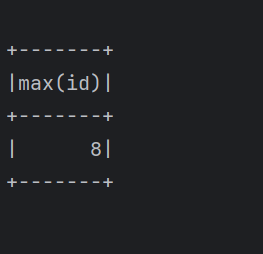 +-------+
|max(id)|
+-------+
|      8|
+-------+